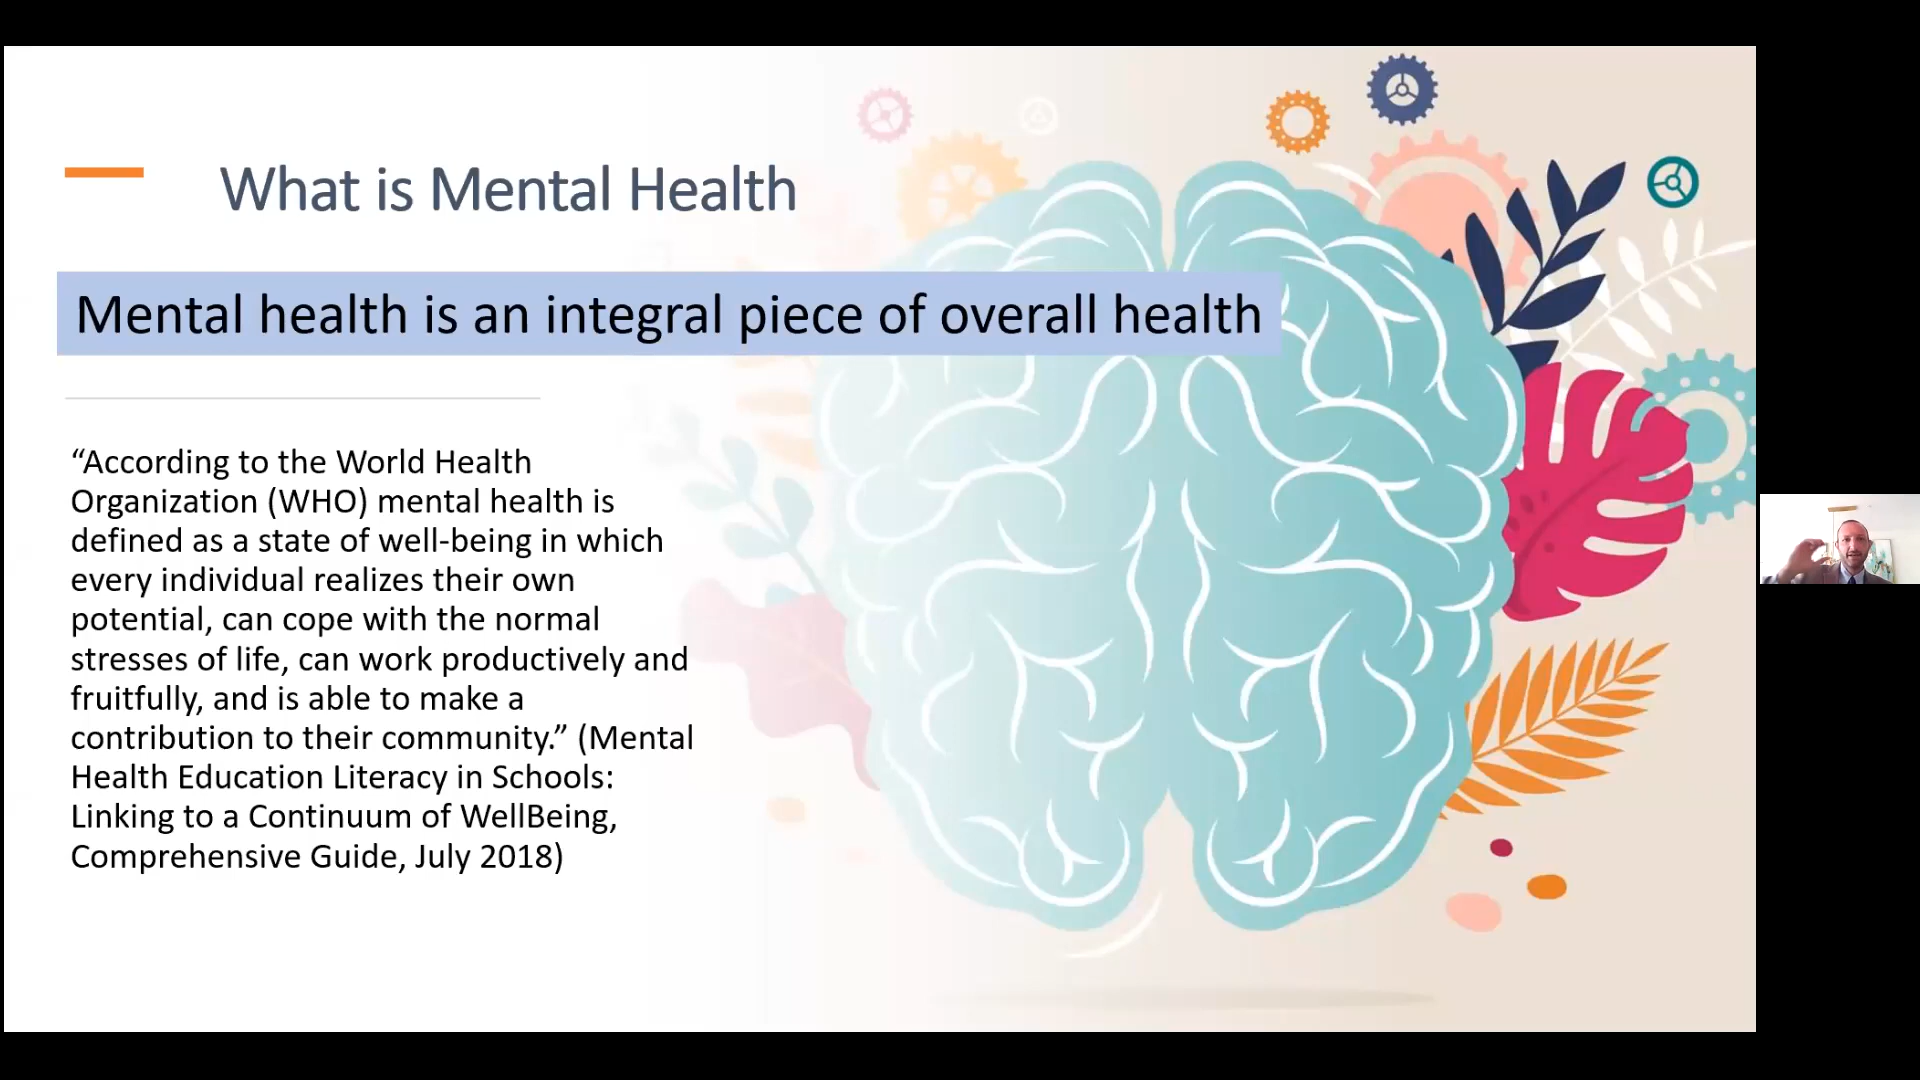 What is Mental Health
Mental health is an integral piece of overall health
“According to the World Health
Organization (WHO) mental health is
defined as a state of well-being in which
every individual realizes their own
potential, can cope with the normal
stresses of life, can work productively and
fruitfully, and is able to make a
contribution to their community.” (Mental
Health Education Literacy in Schools:
Linking to a Continuum of WellBeing,
Comprehensive Guide, July 2018)